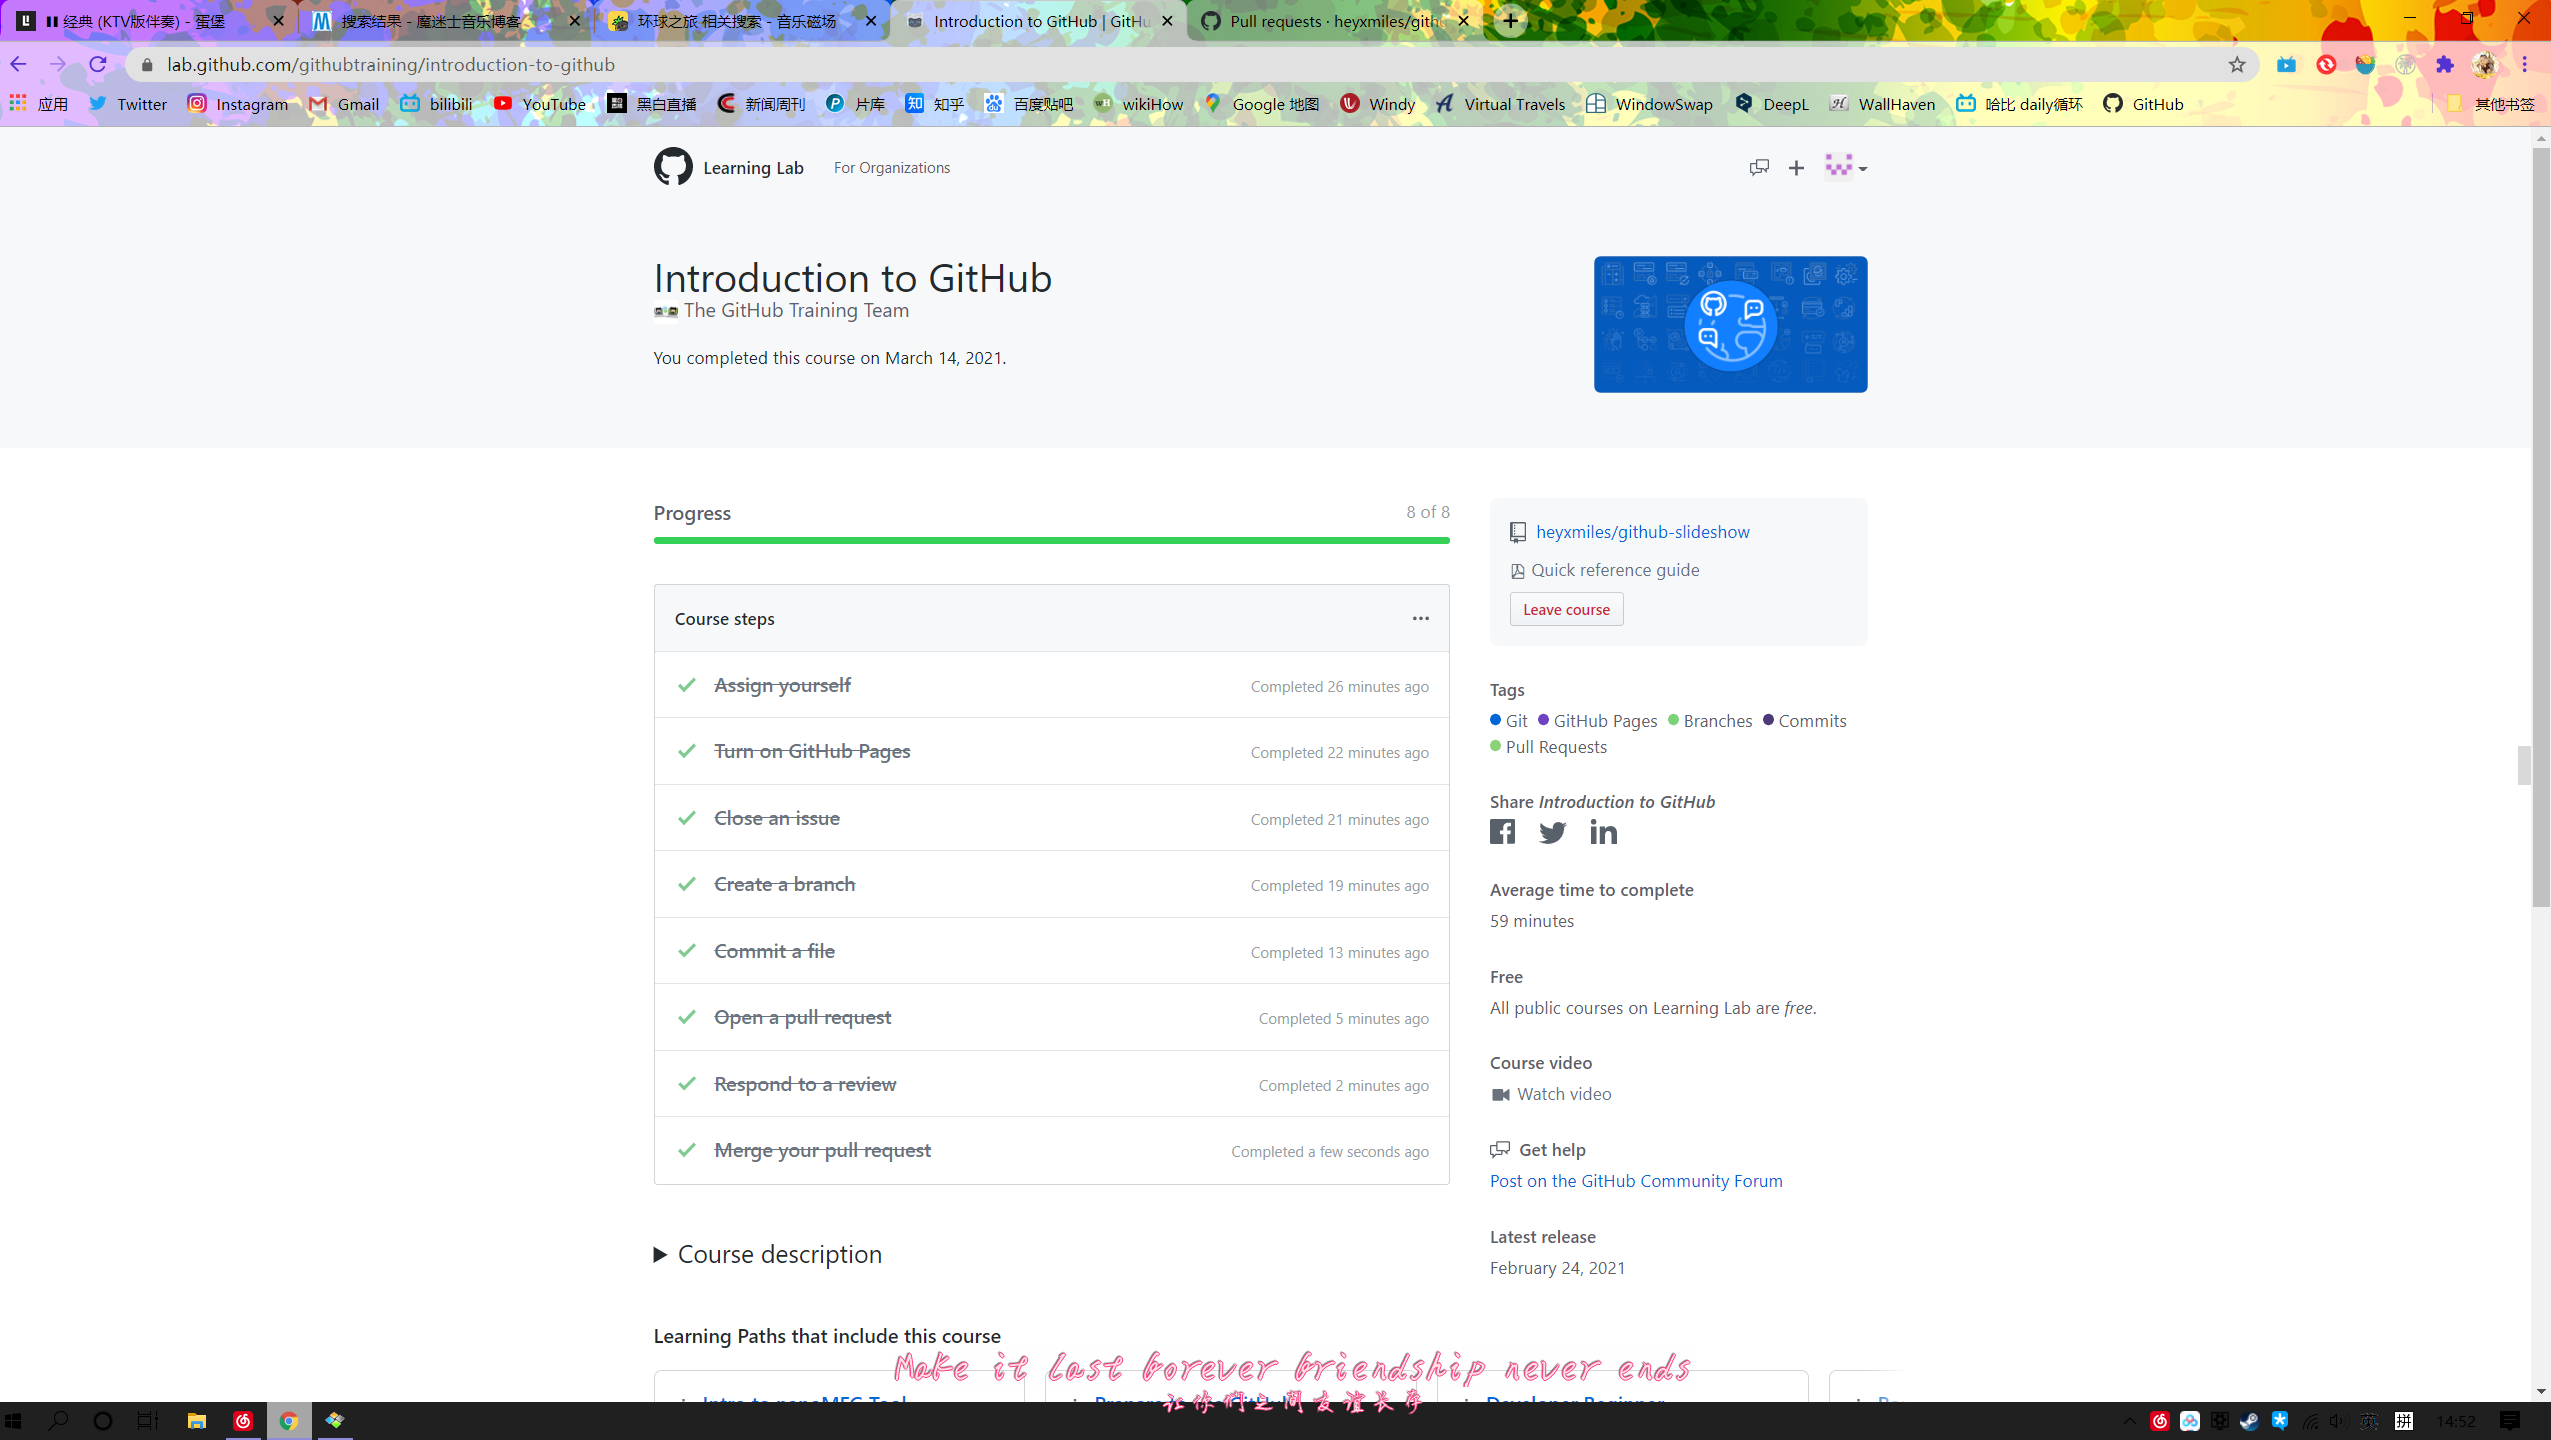 经典 (KTV版伴奏) - 蛋堡
搜索结果 - 魔迷士音乐博客
环球之旅 相关搜索 - 音乐磁场
Introduction to GitHub | GitHu
Pull requests · heyxmiles/githu
lab.github.com/githubtraining/introduction-to-github
应用 Twitter Instagram Gmail bilibili YouTube 黑白直播 新闻周刊 片库 知乎 百度贴吧 wikiHow Google 地图 Windy Virtual Travels WindowSwap DeepL WallHaven 哈比 daily循环 GitHub 其他书签
Learning Lab For Organizations
Introduction to GitHub
The GitHub Training Team
You completed this course on March 14, 2021.
Progress 8 of 8
Course steps
Assign yourself Completed 26 minutes ago
Turn on GitHub Pages Completed 22 minutes ago
Close an issue Completed 21 minutes ago
Create a branch Completed 19 minutes ago
Commit a file Completed 13 minutes ago
Open a pull request Completed 5 minutes ago
Respond to a review Completed 2 minutes ago
Merge your pull request Completed a few seconds ago
Course description
Learning Paths that include this course
heyxmiles/github-slideshow
Quick reference guide
Leave course
Tags
Git GitHub Pages Branches Commits
Pull Requests
Share Introduction to GitHub
Average time to complete
59 minutes
Free
All public courses on Learning Lab are free.
Course video
Watch video
Get help
Post on the GitHub Community Forum
Latest release
February 24, 2021
Make it last forever friendship never ends
让你们之间友谊长存
英 拼 14:52